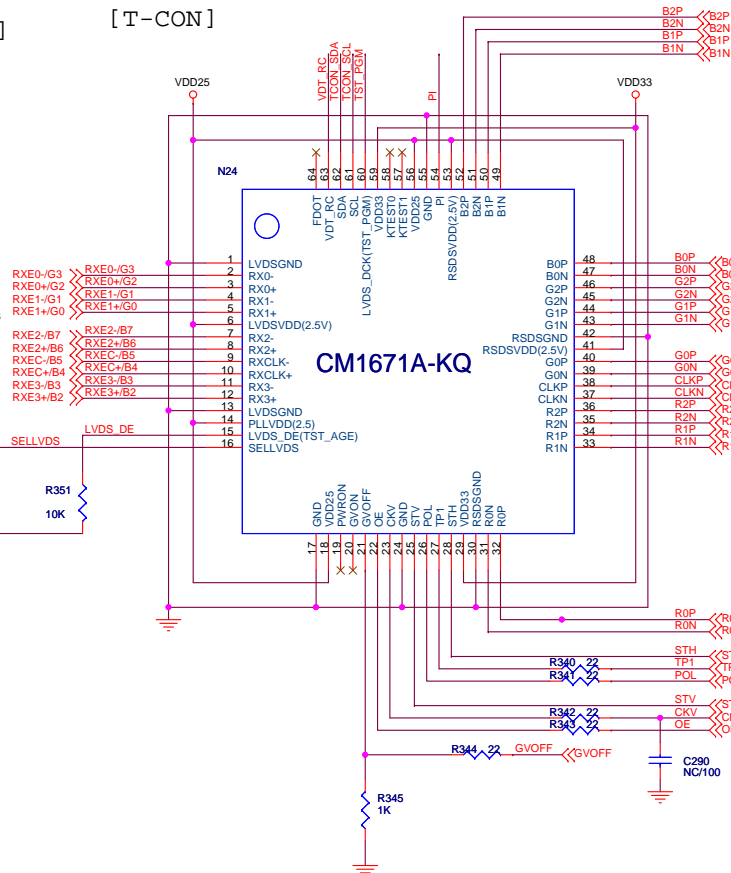 ]
[T-CON]
B2P
B2P
B2N
B2N
B1P
B1P
B1N
B1N
VDD25
VDD33
VDT_RC
TCON_SDA
TCON_SCL
TST_PGM
PI
N24
64
63
62
61
60
59
58
57
56
55
54
53
52
51
50
49
FDOT
VDT_RC
SDA
SCL
LVDS_DCK(TST_PGM)
VDD33
KTEST0
KTEST1
VDD25
GND
PI
RSDSVDD(2.5V)
B2P
B2N
B1P
B1N
1 LVDSGND
RXE0-/G3 RXE0-/G3 2 RX0-
RXE0+/G2 RXE0+/G2 3 RX0+
RXE1-/G1 RXE1-/G1 4 RX1-
RXE1+/G0 RXE1+/G0 5 RX1+
6 LVDSVDD(2.5V)
RXE2-/B7 RXE2-/B7 7 RX2-
RXE2+/B6 RXE2+/B6 8 RX2+
RXEC-/B5 RXEC-/B5 9 RXCLK-
RXEC+/B4 RXEC+/B4 10 RXCLK+
RXE3-/B3 RXE3-/B3 11 RX3-
RXE3+/B2 RXE3+/B2 12 RX3+
13 LVDSGND
14 PLLVDD(2.5)
LVDS_DE 15 LVDS_DE(TST_AGE)
SELLVDS 16 SELLVDS
CM1671A-KQ
B0P 48 B0P
B0N 47 B0N
G2P 46 G2P
G2N 45 G2N
G1P 44 G1P
G1N 43 G1N
RSDSGND 42
RSDSVDD(2.5V) 41
G0P 40 G0P
G0N 39 G0N
CLKP 38 CLKP
CLKN 37 CLKN
R2P 36 R2P
R2N 35 R2N
R1P 34 R1P
R1N 33 R1N
R351
10K
GND
VDD25
PWRON
GVON
GVOFF
OE
CKV
GND
STV
POL
TP1
STH
VDD33
RSDSGND
R0N
R0P
17
18
19
20
21
22
23
24
25
26
27
28
29
30
31
32
R0P
R0N
STH
R340 22 TP1
R341 22 POL
STV
R342 22 CKV
R343 22 OE
R344 22 GVOFF GVOFF
C290
NC/100
R345
1K